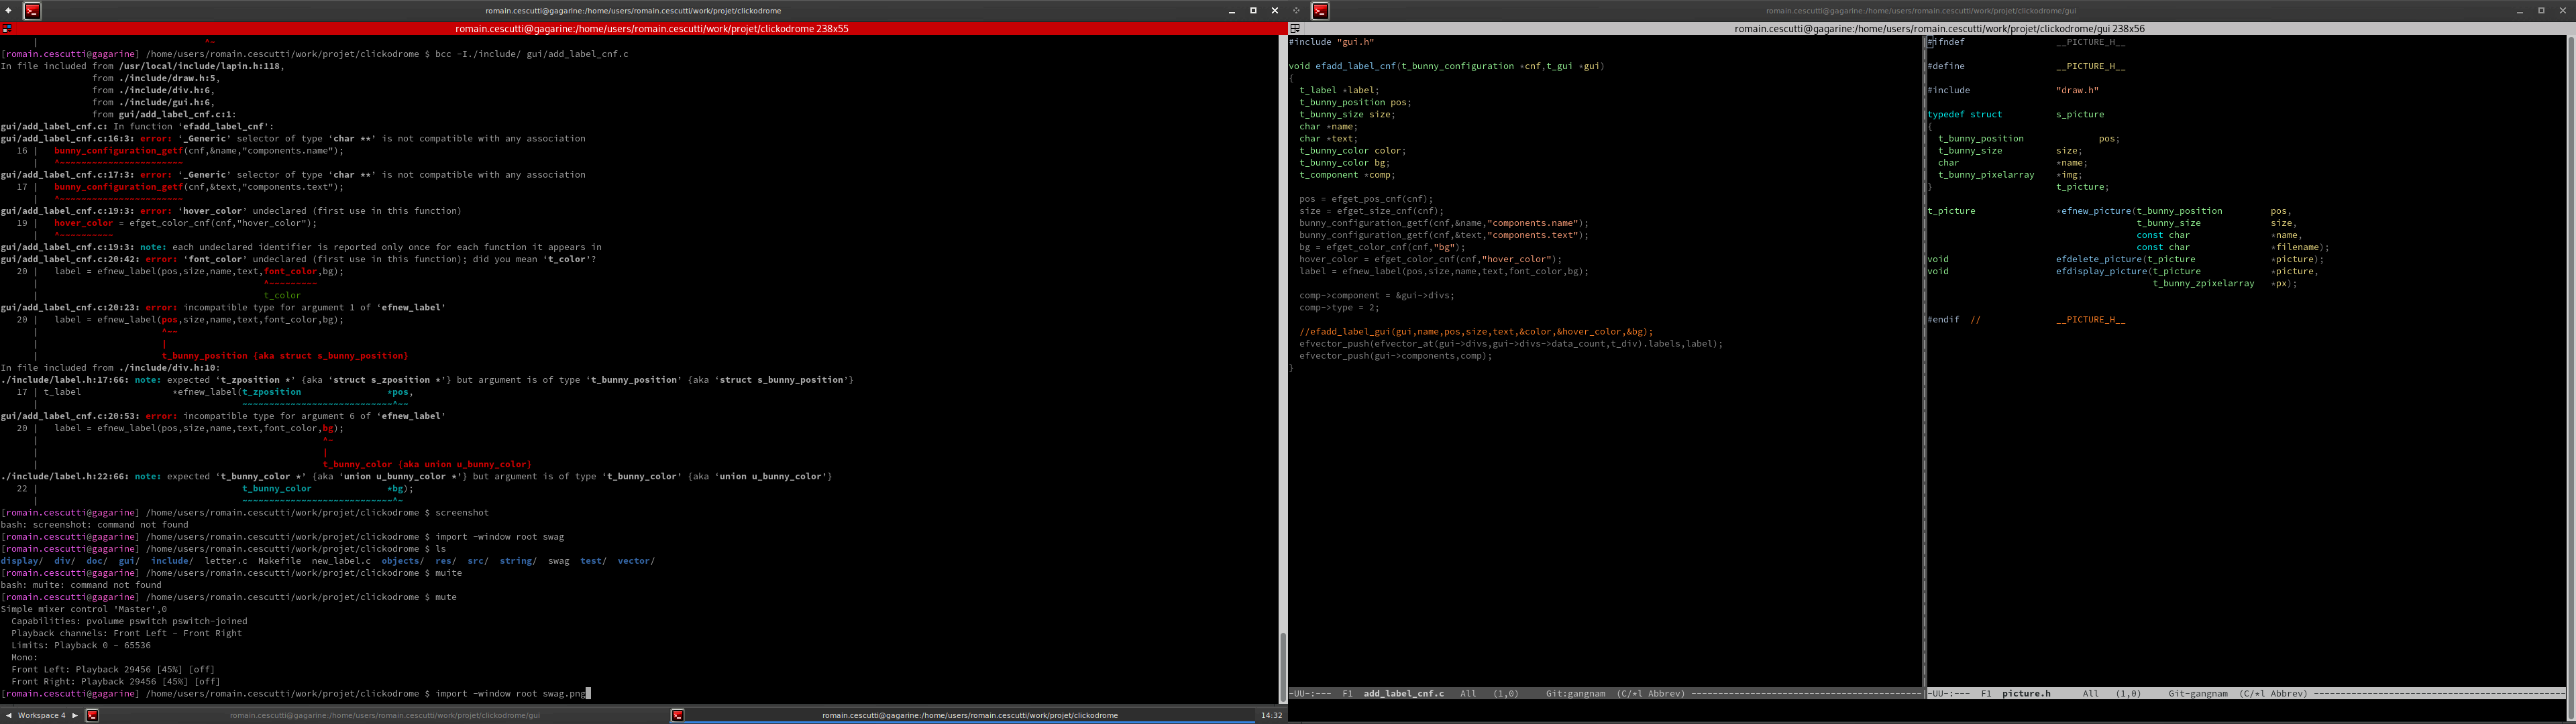 romain.cescutti@gagarine:/home/users/romain.cescutti/work/projet/clickodrome
romain.cescutti@gagarine:/home/users/romain.cescutti/work/projet/clickodrome 238x55
| ^~
[romain.cescutti@gagarine] /home/users/romain.cescutti/work/projet/clickodrome $ bcc -I./include/ gui/add_label_cnf.c
In file included from /usr/local/include/lapin.h:118,
from ./include/draw.h:5,
from ./include/div.h:6,
from ./include/gui.h:6,
from gui/add_label_cnf.c:1:
gui/add_label_cnf.c: In function ‘efadd_label_cnf’:
gui/add_label_cnf.c:16:3: error: ‘_Generic’ selector of type ‘char **’ is not compatible with any association
16 | bunny_configuration_getf(cnf,&name,"components.name");
| ^~~~~~~~~~~~~~~~~~~~~~~~
gui/add_label_cnf.c:17:3: error: ‘_Generic’ selector of type ‘char **’ is not compatible with any association
17 | bunny_configuration_getf(cnf,&text,"components.text");
| ^~~~~~~~~~~~~~~~~~~~~~~~
gui/add_label_cnf.c:19:3: error: ‘hover_color’ undeclared (first use in this function)
19 | hover_color = efget_color_cnf(cnf,"hover_color");
| ^~~~~~~~~~~
gui/add_label_cnf.c:19:3: note: each undeclared identifier is reported only once for each function it appears in
gui/add_label_cnf.c:20:42: error: ‘font_color’ undeclared (first use in this function); did you mean ‘t_color’?
20 | label = efnew_label(pos,size,name,text,font_color,bg);
| ^~~~~~~~~~
| t_color
gui/add_label_cnf.c:20:23: error: incompatible type for argument 1 of ‘efnew_label’
20 | label = efnew_label(pos,size,name,text,font_color,bg);
| ^~~
| |
| t_bunny_position {aka struct s_bunny_position}
In file included from ./include/div.h:10:
./include/label.h:17:66: note: expected ‘t_zposition *’ {aka ‘struct s_zposition *’} but argument is of type ‘t_bunny_position’ {aka ‘struct s_bunny_position’}
17 | t_label *efnew_label(t_zposition *pos,
| ~~~~~~~~~~~~~~~~~~~~~~~~~~~~^~~
gui/add_label_cnf.c:20:53: error: incompatible type for argument 6 of ‘efnew_label’
20 | label = efnew_label(pos,size,name,text,font_color,bg);
| ^~
| |
| t_bunny_color {aka union u_bunny_color}
./include/label.h:22:66: note: expected ‘t_bunny_color *’ {aka ‘union u_bunny_color *’} but argument is of type ‘t_bunny_color’ {aka ‘union u_bunny_color’}
22 | t_bunny_color *bg);
| ~~~~~~~~~~~~~~~~~~~~~~~~~~~~^~
[romain.cescutti@gagarine] /home/users/romain.cescutti/work/projet/clickodrome $ screenshot
bash: screenshot: command not found
[romain.cescutti@gagarine] /home/users/romain.cescutti/work/projet/clickodrome $ import -window root swag
[romain.cescutti@gagarine] /home/users/romain.cescutti/work/projet/clickodrome $ ls
display/ div/ doc/ gui/ include/ letter.c Makefile new_label.c objects/ res/ src/ string/ swag test/ vector/
[romain.cescutti@gagarine] /home/users/romain.cescutti/work/projet/clickodrome $ muite
bash: muite: command not found
[romain.cescutti@gagarine] /home/users/romain.cescutti/work/projet/clickodrome $ mute
Simple mixer control 'Master',0
Capabilities: pvolume pswitch pswitch-joined
Playback channels: Front Left - Front Right
Limits: Playback 0 - 65536
Mono:
Front Left: Playback 29456 [45%] [off]
Front Right: Playback 29456 [45%] [off]
[romain.cescutti@gagarine] /home/users/romain.cescutti/work/projet/clickodrome $ import -window root swag.png
romain.cescutti@gagarine:/home/users/romain.cescutti/work/projet/clickodrome/gui
romain.cescutti@gagarine:/home/users/romain.cescutti/work/projet/clickodrome/gui 238x56
#include "gui.h"
void efadd_label_cnf(t_bunny_configuration *cnf,t_gui *gui)
{
t_label *label;
t_bunny_position pos;
t_bunny_size size;
char *name;
char *text;
t_bunny_color color;
t_bunny_color bg;
t_component *comp;
pos = efget_pos_cnf(cnf);
size = efget_size_cnf(cnf);
bunny_configuration_getf(cnf,&name,"components.name");
bunny_configuration_getf(cnf,&text,"components.text");
bg = efget_color_cnf(cnf,"bg");
hover_color = efget_color_cnf(cnf,"hover_color");
label = efnew_label(pos,size,name,text,font_color,bg);
comp->component = &gui->divs;
comp->type = 2;
//efadd_label_gui(gui,name,pos,size,text,&color,&hover_color,&bg);
efvector_push(efvector_at(gui->divs,gui->divs->data_count,t_div).labels,label);
efvector_push(gui->components,comp);
}
-UU-:--- F1 add_label_cnf.c All (1,0) Git:gangnam (C/*l Abbrev)
#ifndef __PICTURE_H__
#define __PICTURE_H__
#include "draw.h"
typedef struct s_picture
{
t_bunny_position pos;
t_bunny_size size;
char *name;
t_bunny_pixelarray *img;
} t_picture;
t_picture *efnew_picture(t_bunny_position pos,
t_bunny_size size,
const char *name,
const char *filename);
void efdelete_picture(t_picture *picture);
void efdisplay_picture(t_picture *picture,
t_bunny_zpixelarray *px);
#endif // __PICTURE_H__
-UU-:--- F1 picture.h All (1,0) Git-gangnam (C/*l Abbrev)
Workspace 4
romain.cescutti@gagarine:/home/users/romain.cescutti/work/projet/clickodrome/gui
romain.cescutti@gagarine:/home/users/romain.cescutti/work/projet/clickodrome
14:32